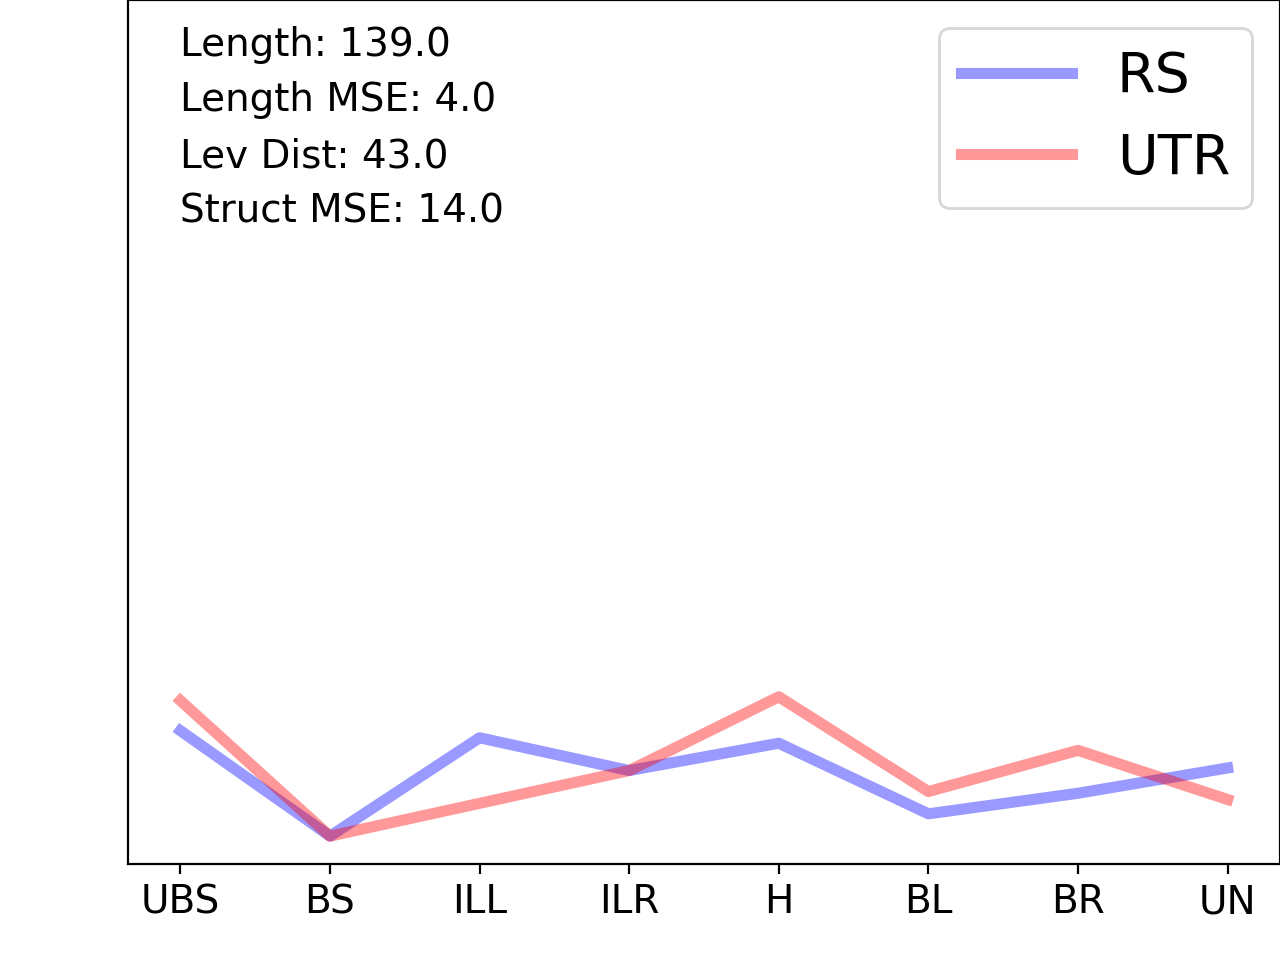 Length: 139.0
Length MSE: 4.0
Lev Dist: 43.0
Struct MSE: 14.0
RS
UTR
UBS BS ILL ILR H BL BR UN